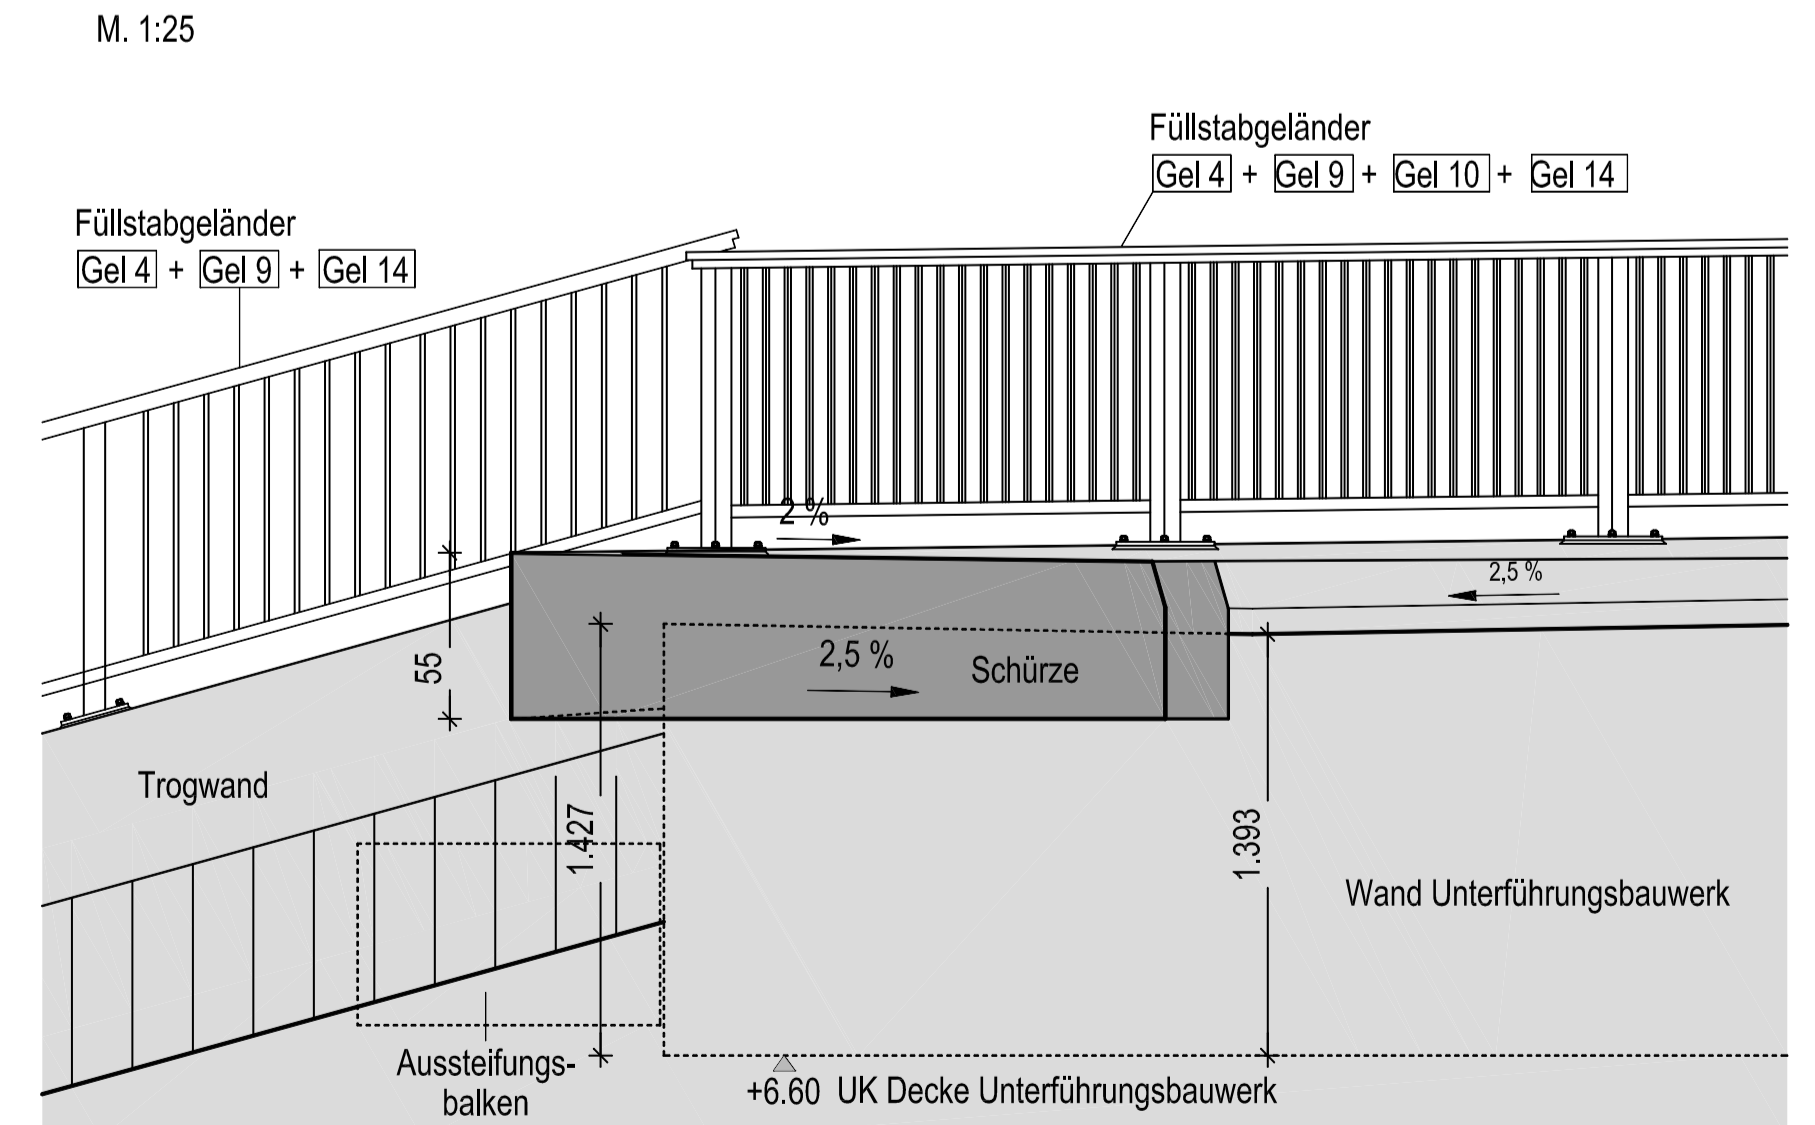 M. 1:25
Füllstabgeländer
Gel 4 + Gel 9 + Gel 10 + Gel 14
Füllstabgeländer
Gel 4 + Gel 9 + Gel 14
2 %
2,5 %
55
2,5 %
Schürze
Trogwand
1.427
1.393
Wand Unterführungsbauwerk
Aussteifungs-
balken
+6.60 UK Decke Unterführungsbauwerk